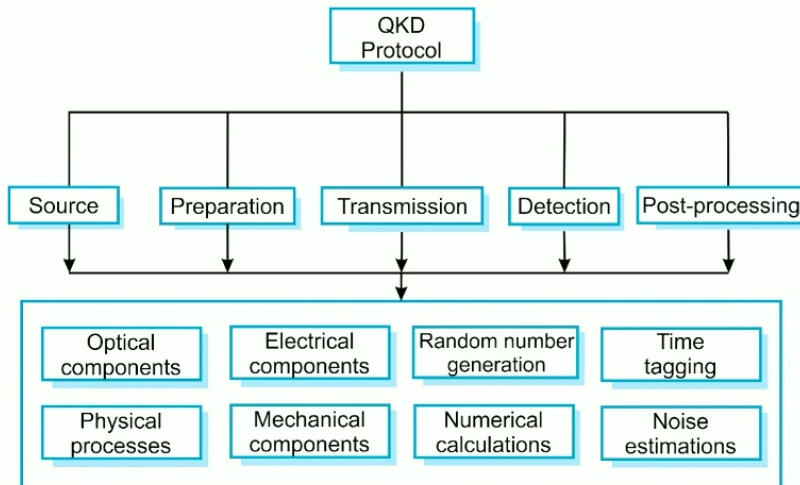 QKD
Protocol
Source
Preparation
Transmission
Detection
Post-processing
Optical
components
Electrical
components
Random number
generation
Time
tagging
Physical
processes
Mechanical
components
Numerical
calculations
Noise
estimations